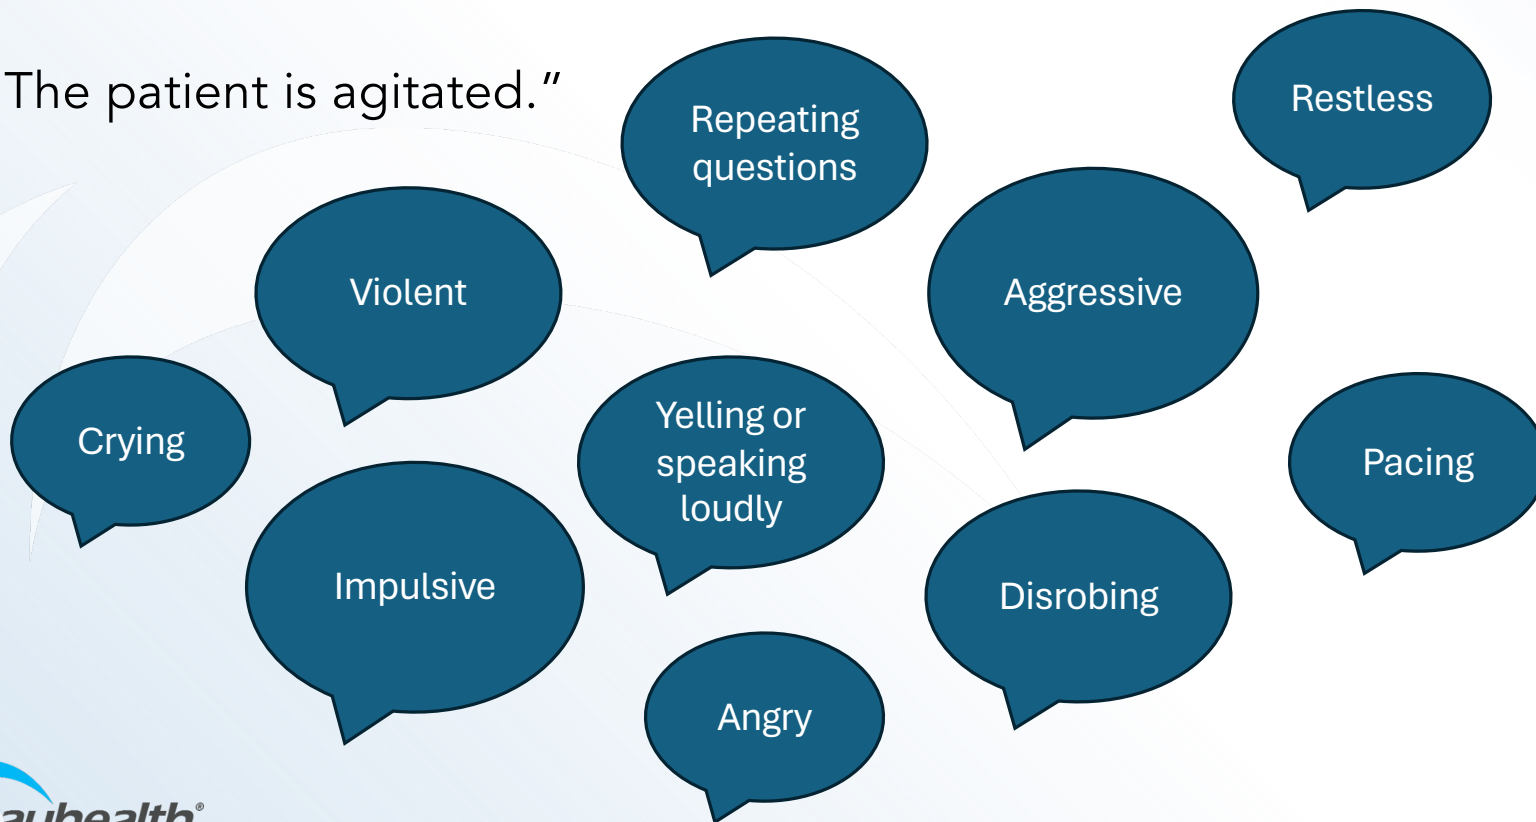 The patient is agitated.”
Repeating
questions
Restless
Violent
Aggressive
Crying
Yelling or
speaking
loudly
Pacing
Impulsive
Disrobing
Angry